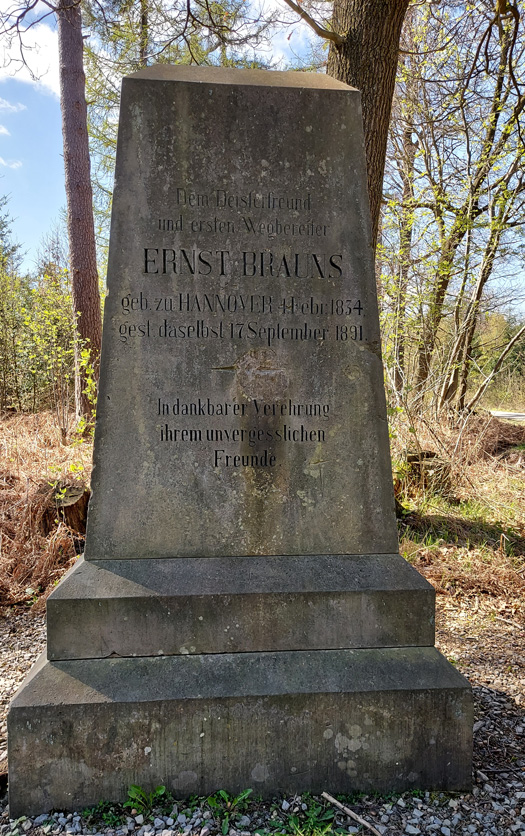 Dem Deisterfreund
und ersten Wegbereiter
ERNST BRAUNS
geb. zu HANNOVER 4 Febr. 1834
gest. daselbst 17 September 1891.
In dankbarer Verehrung
ihrem unvergesslichen
Freunde